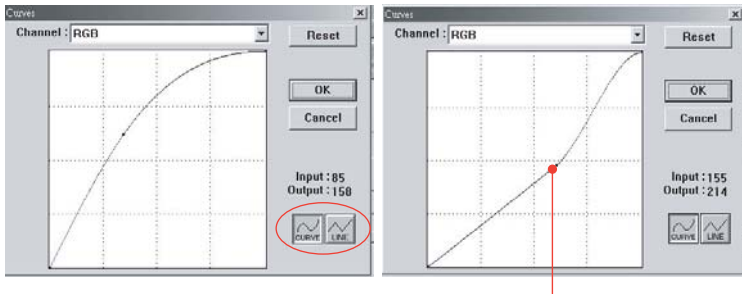 Curves
Channel : RGB
Reset
OK
Cancel
Input : 85
Output : 158
CURVE
LINE
Curves
Channel : RGB
Reset
OK
Cancel
Input : 155
Output : 214
CURVE
LINE